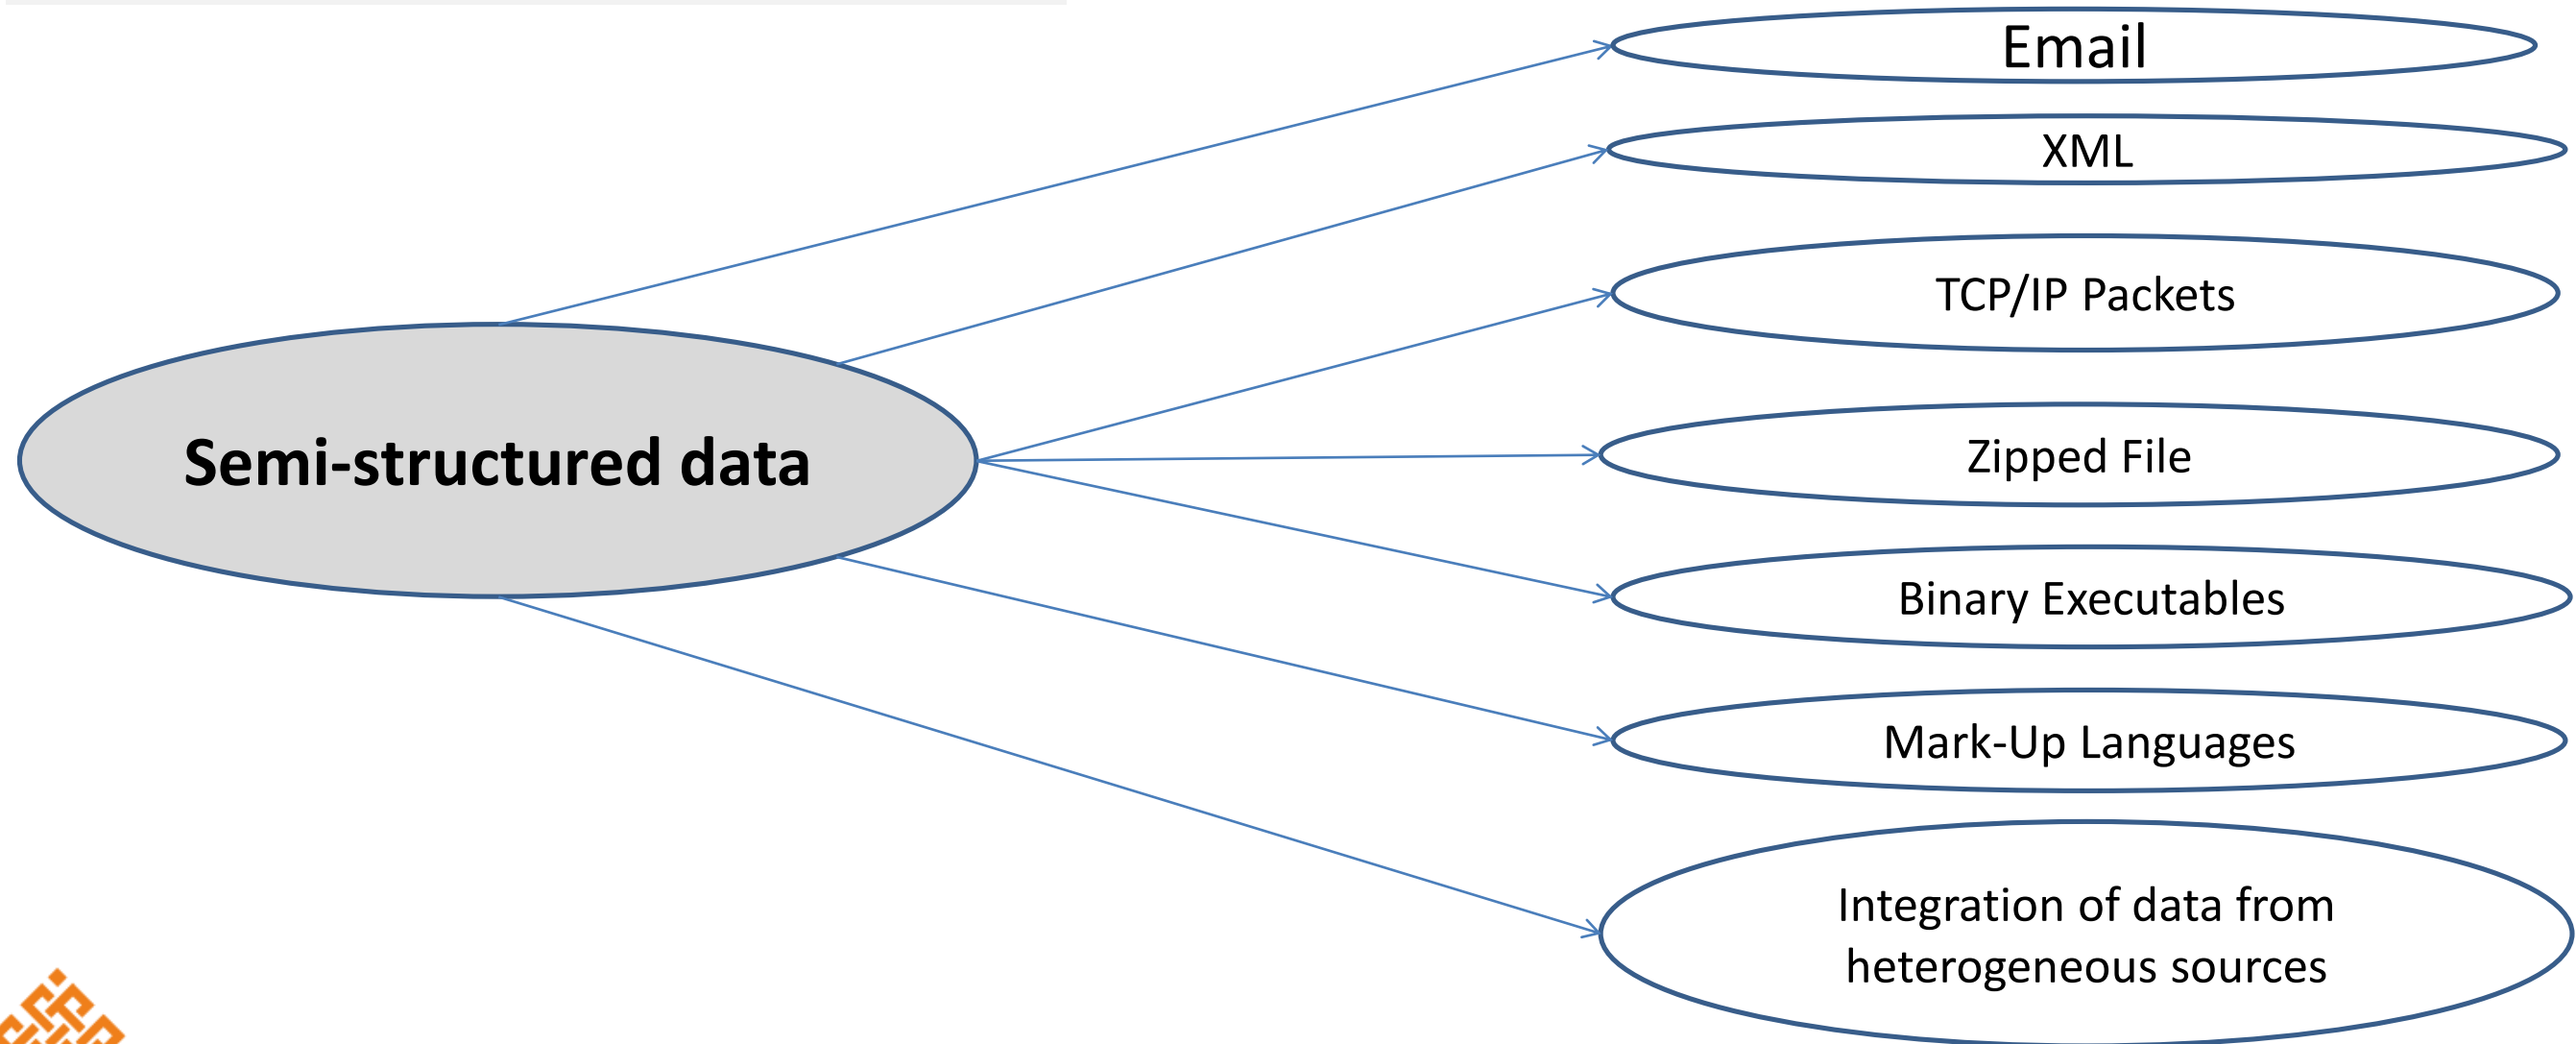 Email
XML
TCP/IP Packets
Semi-structured data
Zipped File
Binary Executables
Mark-Up Languages
Integration of data from
heterogeneous sources